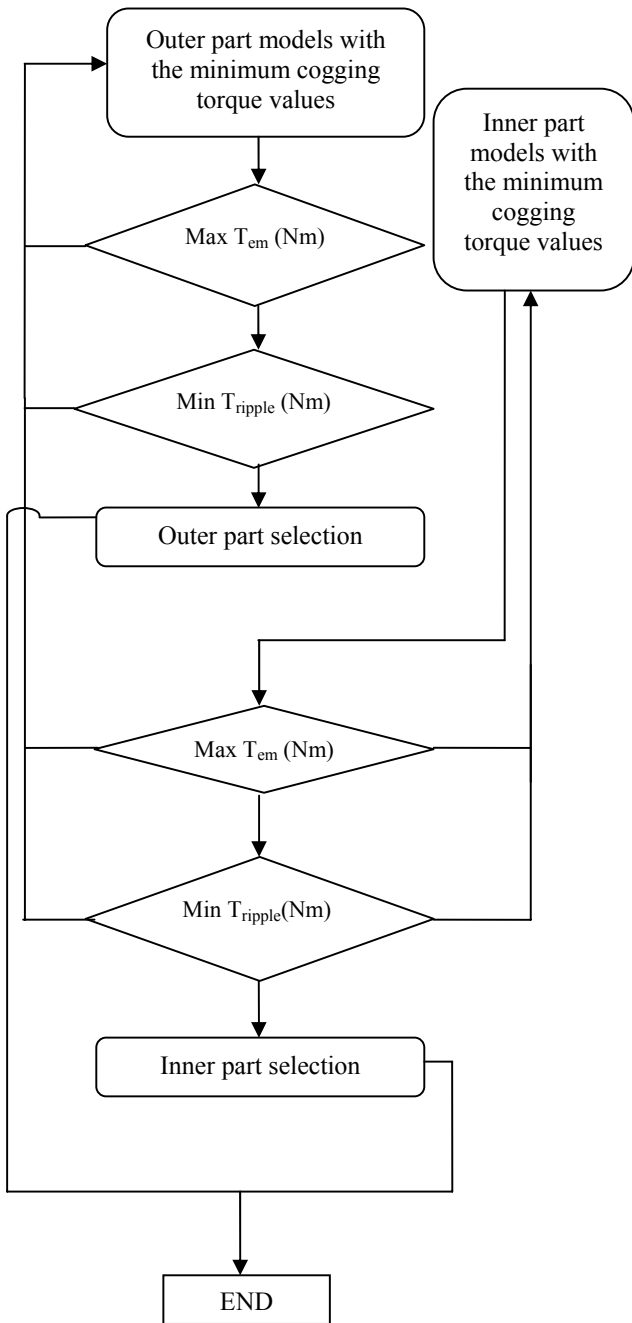 Outer part models with
the minimum cogging
torque values
Inner part
models with
the minimum
cogging
torque values
Max Tem (Nm)
Min Tripple (Nm)
Outer part selection
Max Tem (Nm)
Min Tripple(Nm)
Inner part selection
END